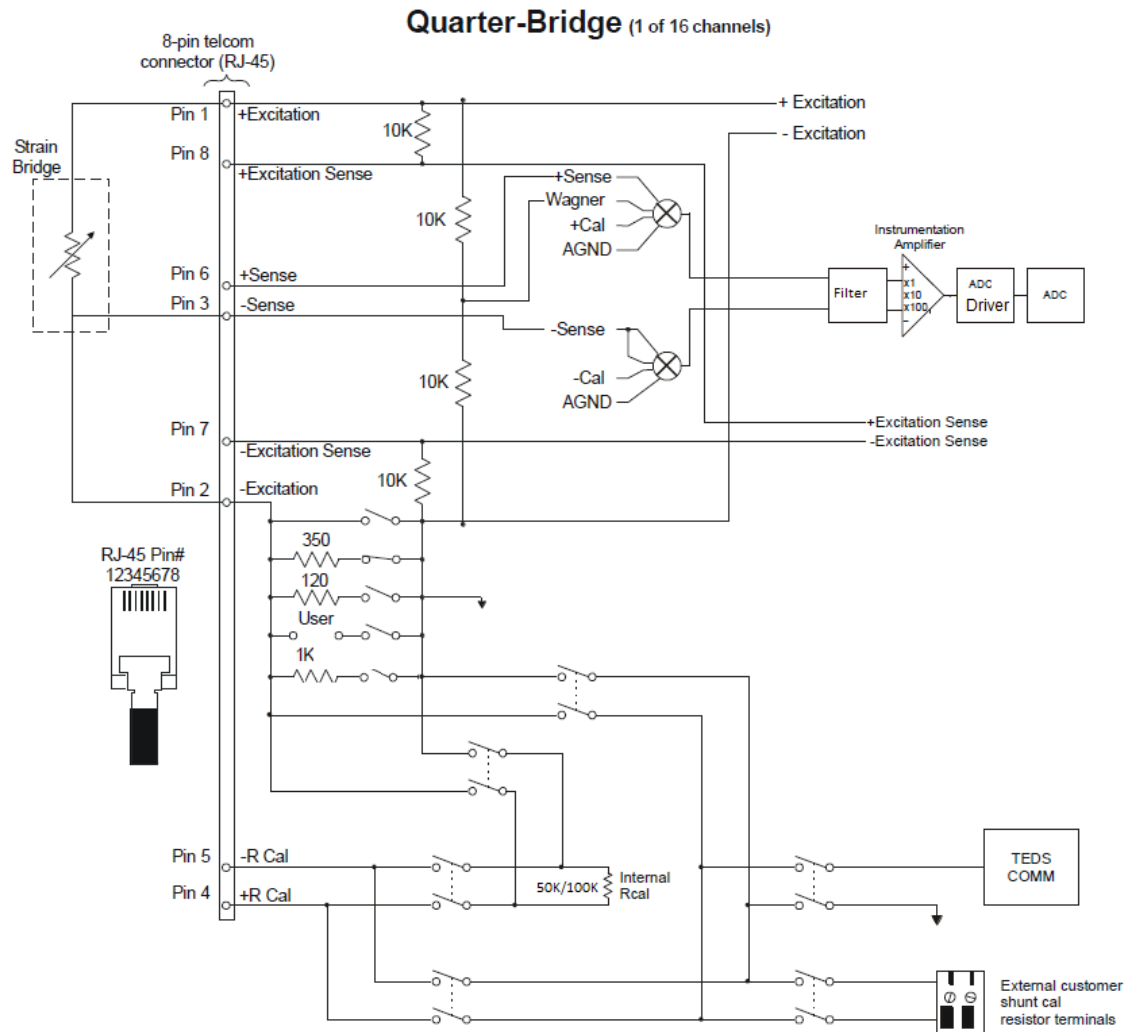 Quarter-Bridge (1 of 16 channels)
8-pin telcom
connector (RJ-45)
Pin 1
+Excitation
+ Excitation
- Excitation
10K
Strain
Bridge
Pin 8
+Excitation Sense
+Sense
Wagner
+Cal
AGND
10K
Instrumentation
Amplifier
Pin 6
+Sense
Pin 3
-Sense
Filter
+
x1
x10
x100
-
ADC
Driver
ADC
-Sense
-Cal
AGND
10K
+Excitation Sense
-Excitation Sense
Pin 7
-Excitation Sense
10K
Pin 2
-Excitation
350
RJ-45 Pin#
12345678
120
User
1K
Pin 5
-R Cal
Pin 4
+R Cal
50K/100K
Internal
Rcal
TEDS
COMM
External customer
shunt cal
resistor terminals